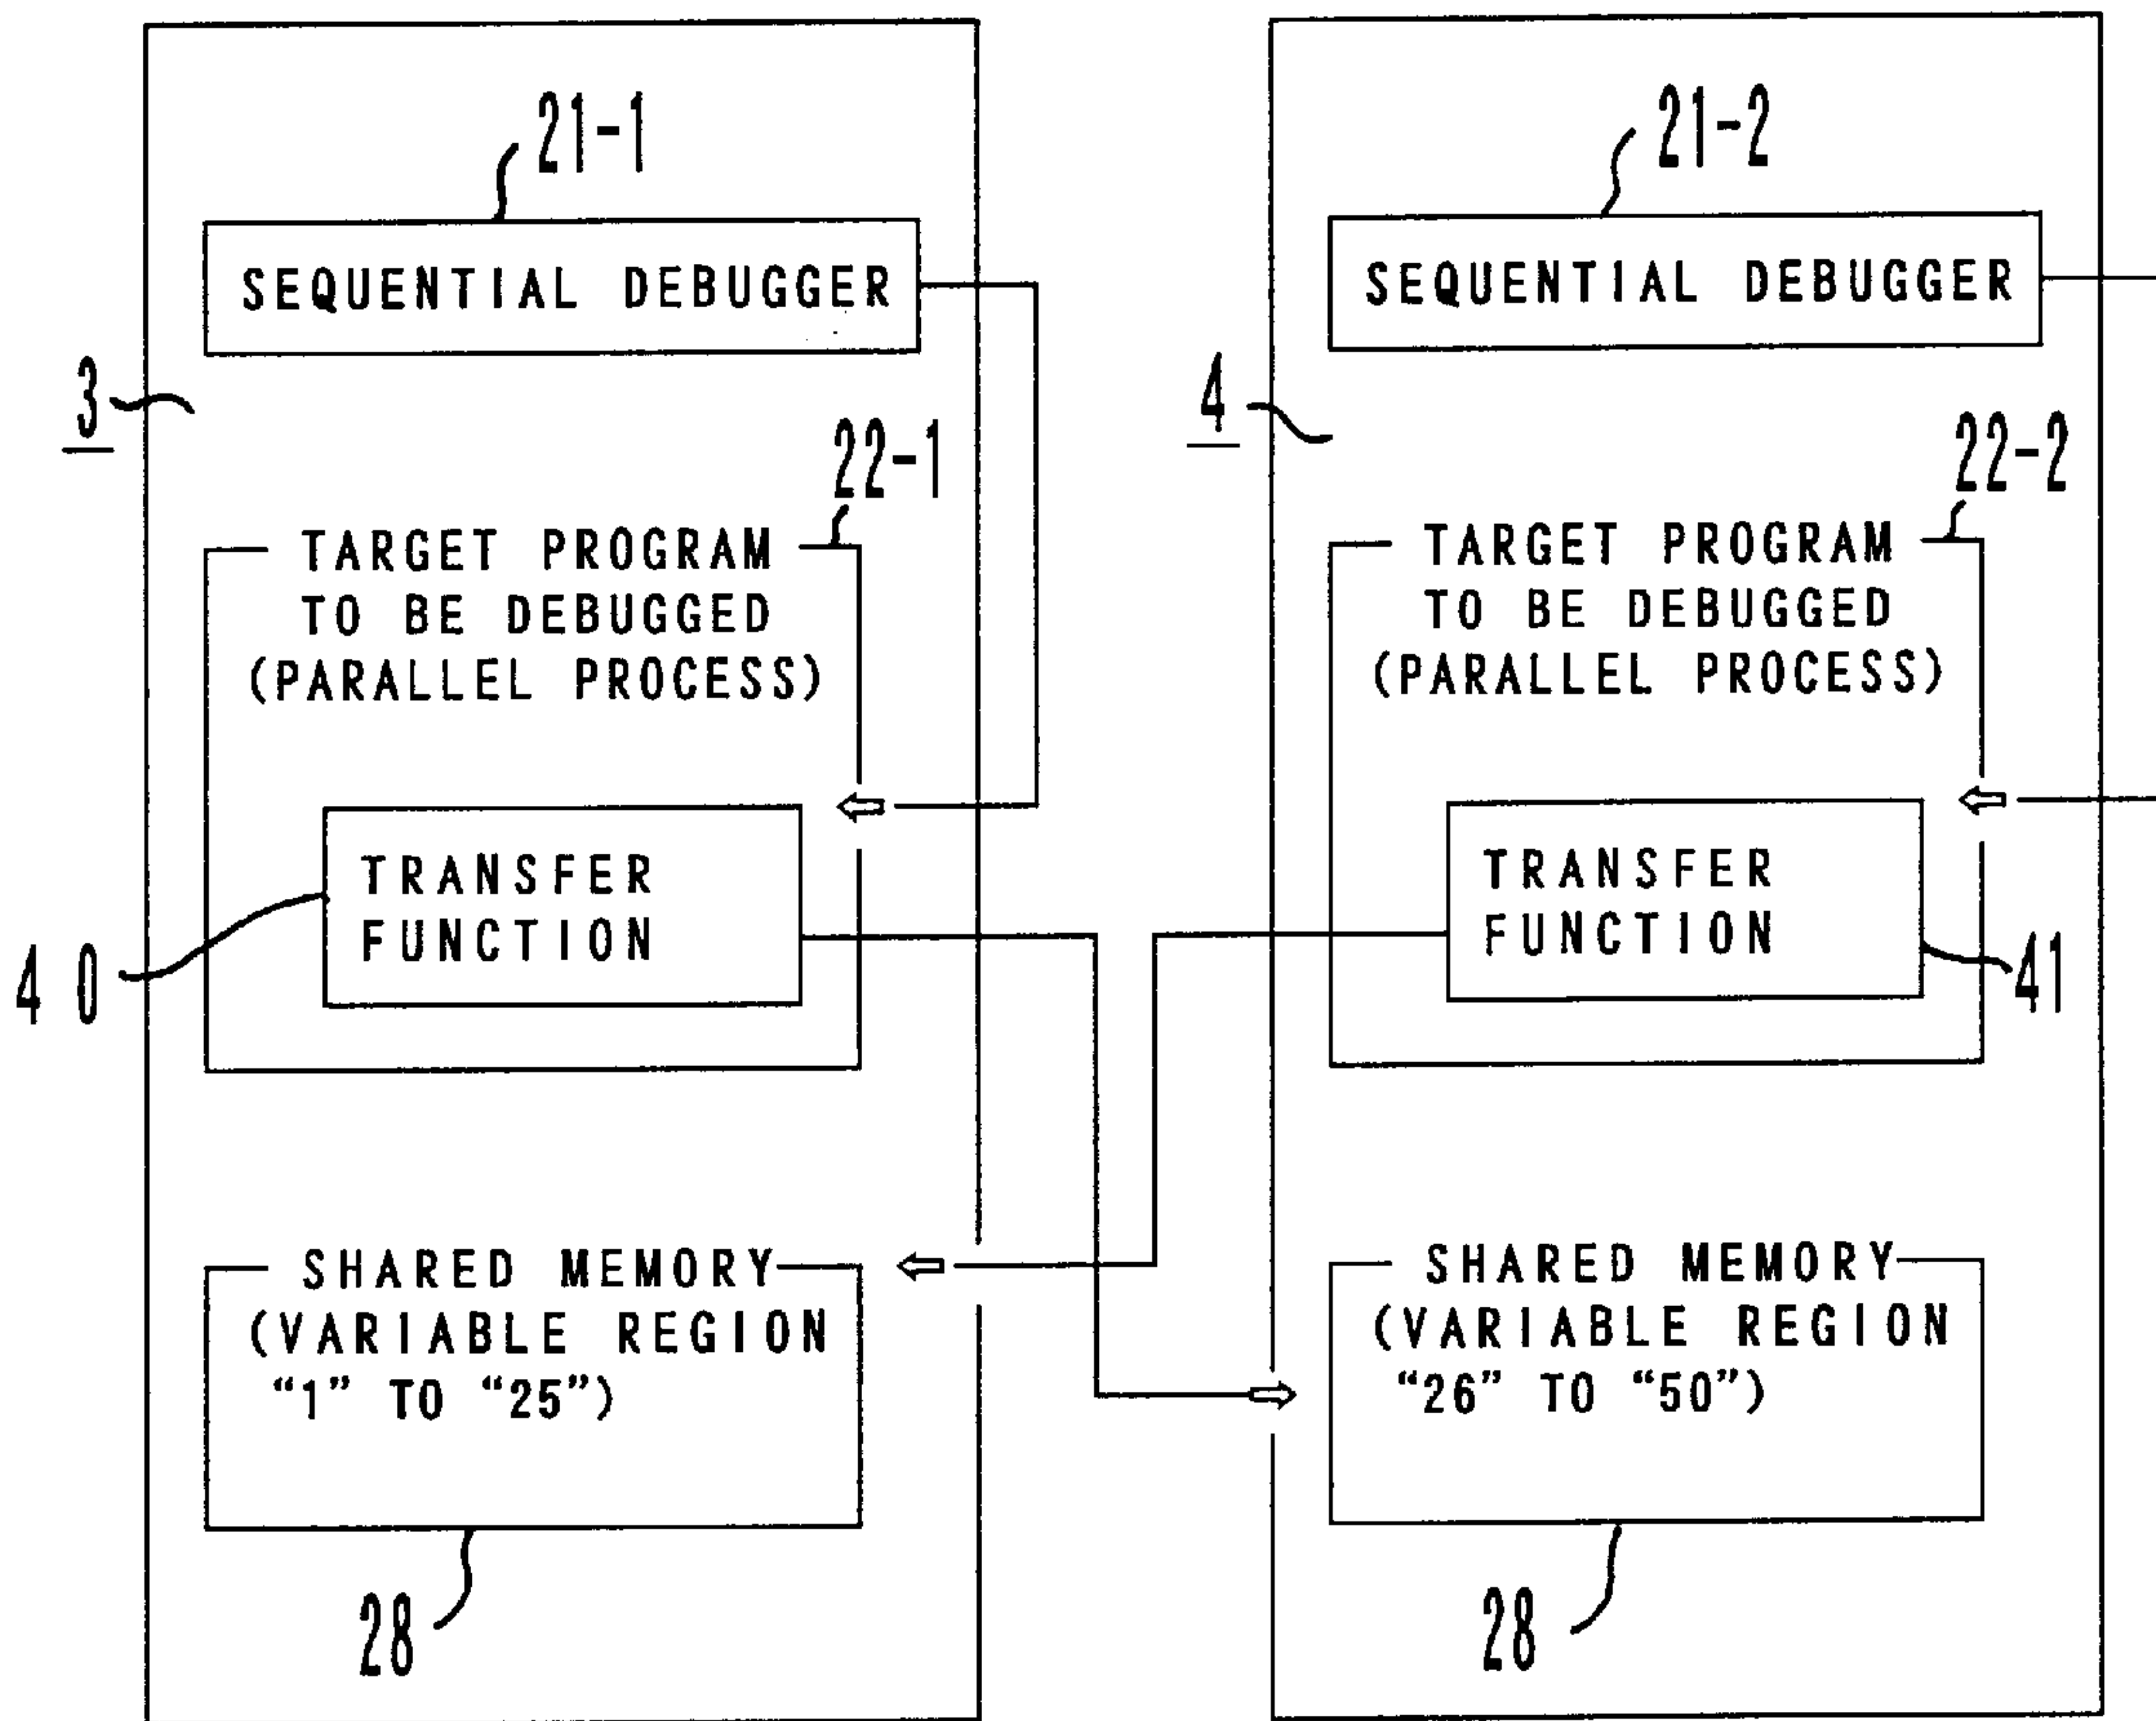 21-1
SEQUENTIAL DEBUGGER
3
22-1
TARGET PROGRAM
TO BE DEBUGGED
(PARALLEL PROCESS)
TRANSFER
FUNCTION
40
SHARED MEMORY
(VARIABLE REGION
“1” TO “25”)
28
21-2
SEQUENTIAL DEBUGGER
4
22-2
TARGET PROGRAM
TO BE DEBUGGED
(PARALLEL PROCESS)
TRANSFER
FUNCTION
41
SHARED MEMORY
(VARIABLE REGION
“26” TO “50”)
28